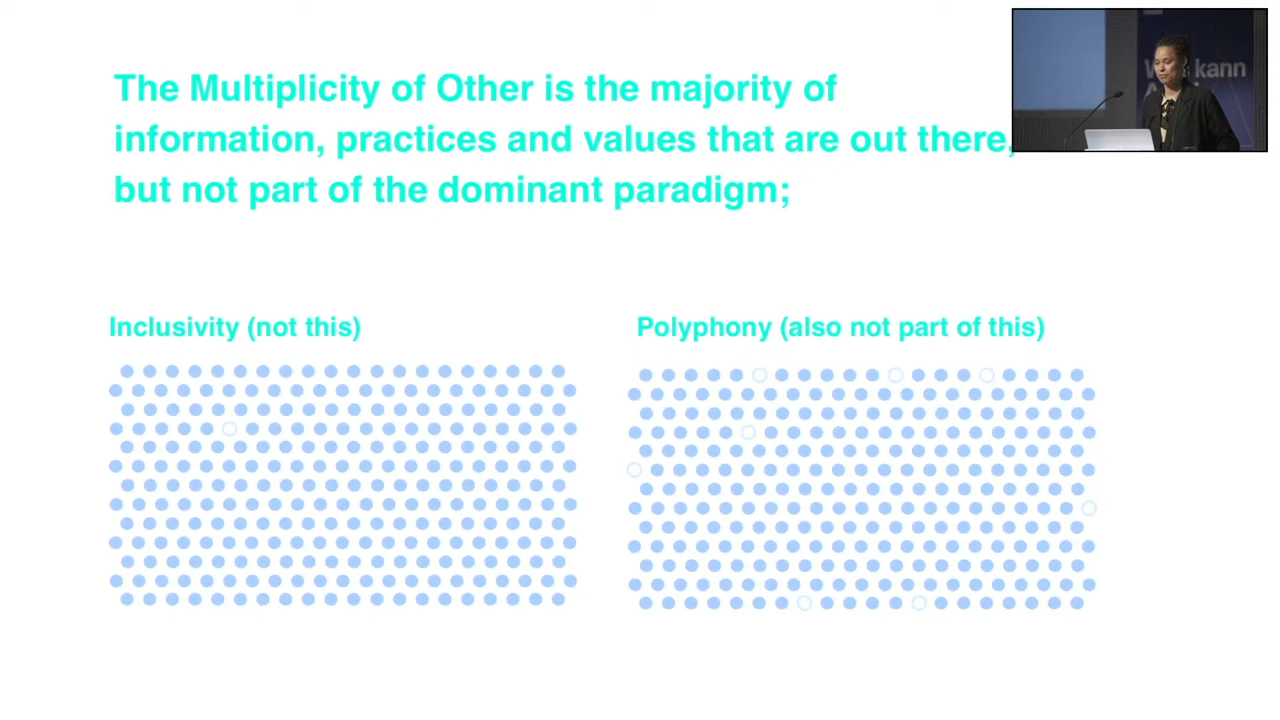 The Multiplicity of Other is the majority of
information, practices and values that are out there,
but not part of the dominant paradigm;
kann
Inclusivity (not this)
Polyphony (also not part of this)